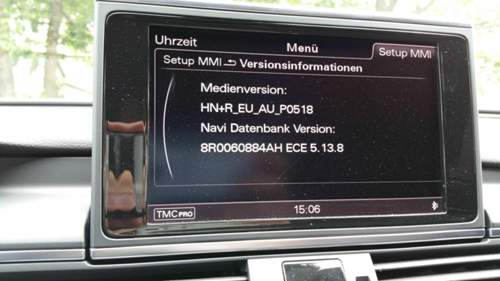 Uhrzeit Menü Setup MMI
Setup MMI Versionsinformationen
Medienversion:
HN+R_EU_AU_P0518
Navi Datenbank Version:
8R0060884AH ECE 5.13.8
TMC PRO 15:06